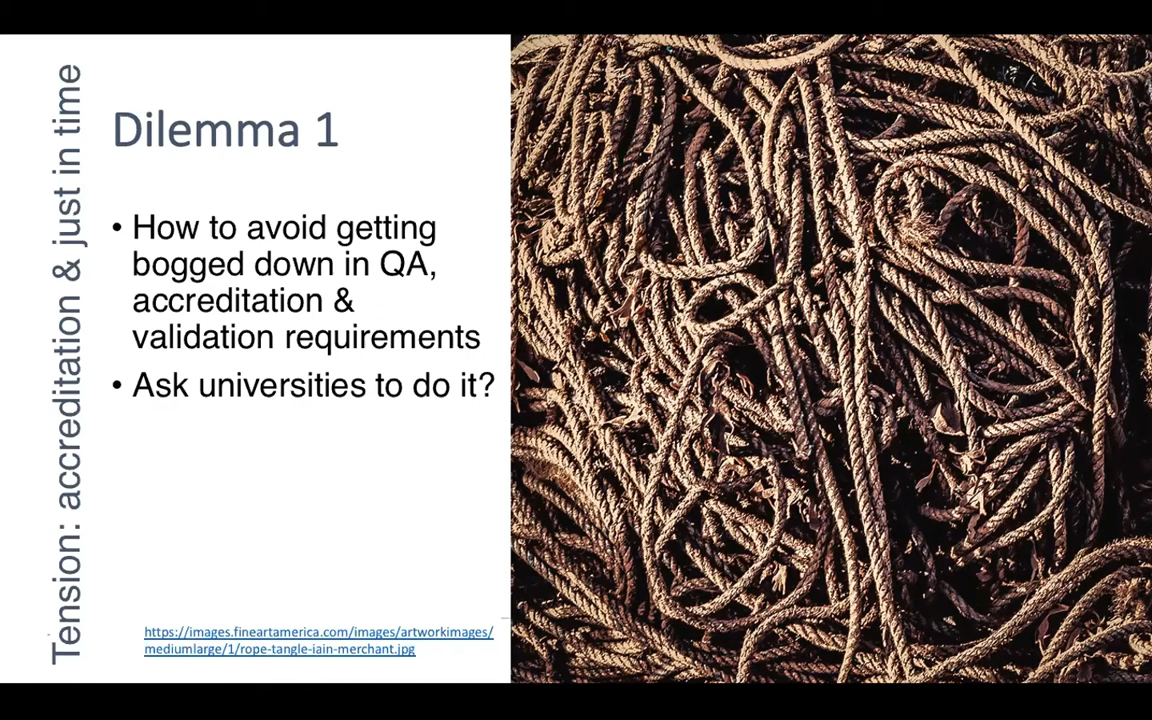 Tension: accreditation & just in time
Dilemma 1
• How to avoid getting
bogged down in QA,
accreditation &
validation requirements
• Ask universities to do it?
https://images.fineartamerica.com/images/artworkimages/
mediumlarge/1/rope-tangle-iain-merchant.jpg